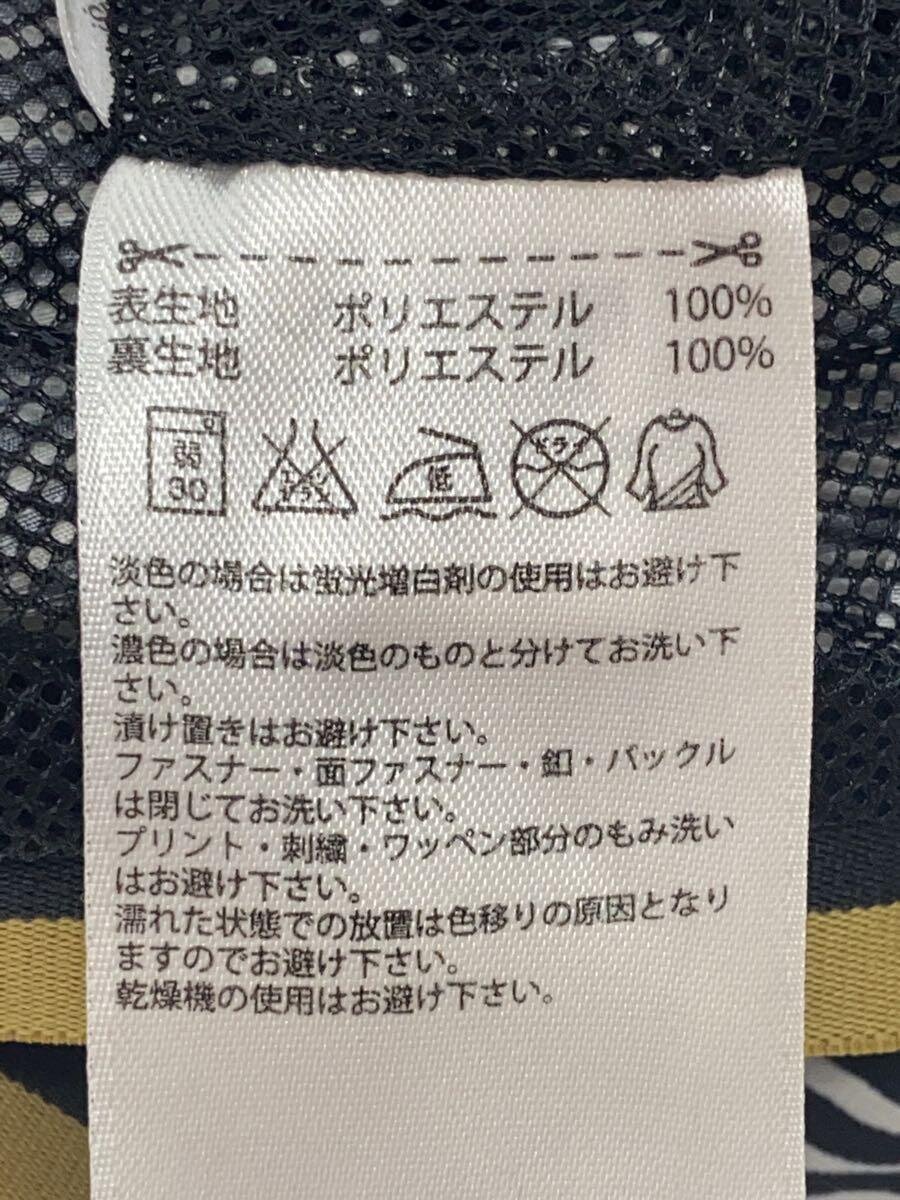 表生地 ポリエステル 100%
裏生地 ポリエステル 100%
弱 30 低 ドライ
淡色の場合は蛍光増白剤の使用はお避け下
さい。
濃色の場合は淡色のものと分けてお洗い下
さい。
漬け置きはお避け下さい。
ファスナー・面ファスナー・釦・バックル
は閉じてお洗い下さい。
プリント・刺繍・ワッペン部分のもみ洗い
はお避け下さい。
濡れた状態での放置は色移りの原因となり
ますのでお避け下さい。
乾燥機の使用はお避け下さい。